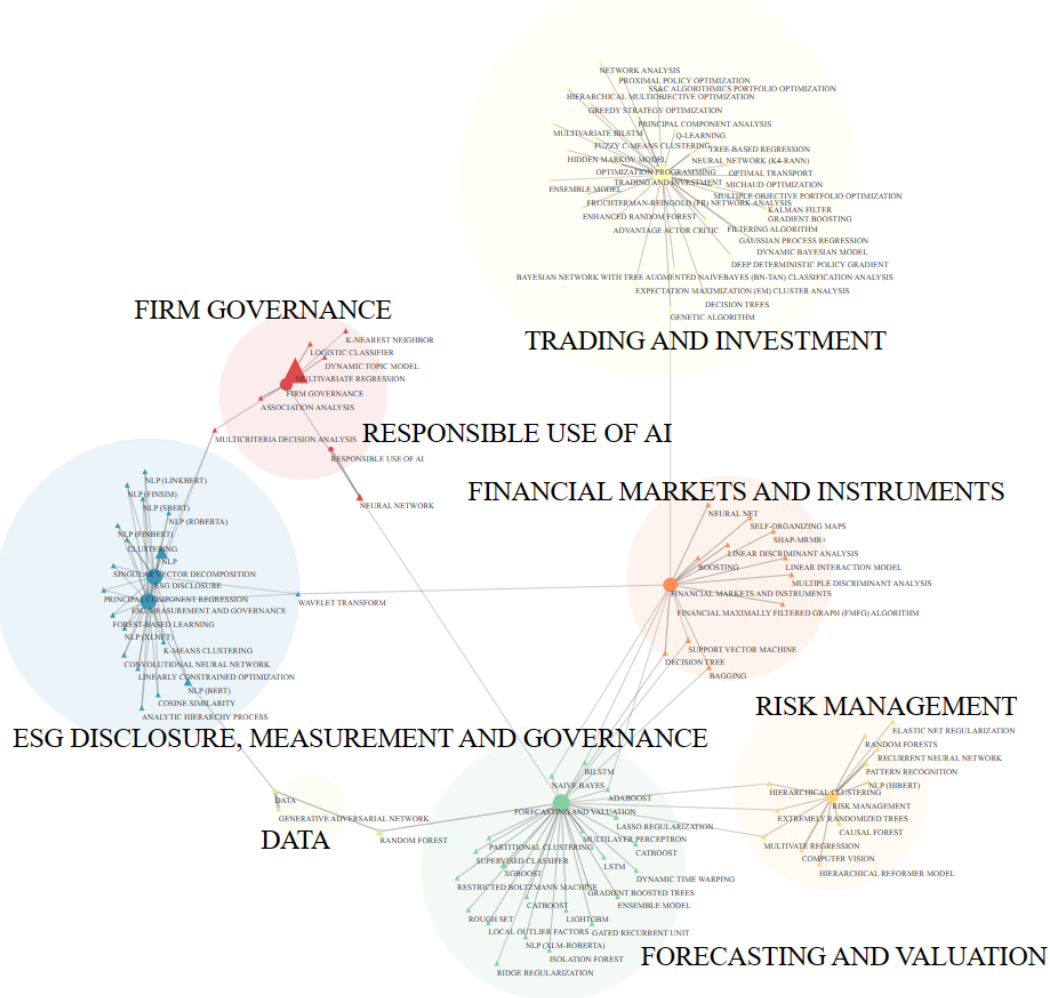 NETWORK ANALYSIS
PROXIMAL POLICY OPTIMIZATION
SS&C ALGORITHMICS PORTFOLIO OPTIMIZATION
HIERARCHICAL MULTIOBJECTIVE OPTIMIZATION
GREEDY STRATEGY OPTIMIZATION
PRINCIPAL COMPONENT ANALYSIS
MULTIVARIATE BILSTM
Q-LEARNING
FUZZY C-MEANS CLUSTERING
TREE-BASED REGRESSION
HIDDEN MARKOV MODEL
NEURAL NETWORK (K4-RANN)
OPTIMIZATION PROGRAMMING
OPTIMAL TRANSPORT
TRADING AND INVESTMENT
MICHAUD OPTIMIZATION
ENSEMBLE MODEL
MULTIPLE OBJECTIVE PORTFOLIO OPTIMIZATION
FRUCHTERMAN-REINGOLD (FR) NETWORK ANALYSIS
KALMAN FILTER
ENHANCED RANDOM FOREST
GRADIENT BOOSTING
ADVANTAGE ACTOR CRITIC
FILTERING ALGORITHM
GAUSSIAN PROCESS REGRESSION
DYNAMIC BAYESIAN MODEL
DEEP DETERMINISTIC POLICY GRADIENT
BAYESIAN NETWORK WITH TREE AUGMENTED NAIVEBAYES (BN-TAN) CLASSIFICATION ANALYSIS
EXPECTATION MAXIMIZATION (EM) CLUSTER ANALYSIS
DECISION TREES
GENETIC ALGORITHM
TRADING AND INVESTMENT
FIRM GOVERNANCE
K-NEAREST NEIGHBOR
LOGISTIC CLASSIFIER
DYNAMIC TOPIC MODEL
MULTIVARIATE REGRESSION
FIRM GOVERNANCE
ASSOCIATION ANALYSIS
MULTICRITERIA DECISION ANALYSIS
RESPONSIBLE USE OF AI
RESPONSIBLE USE OF AI
NEURAL NETWORK
NLP (LINKBERT)
NLP (FINSIM)
NLP (SBERT)
NLP (ROBERTA)
NLP (FINBERT)
CLUSTERING
NLP
SINGULAR VECTOR DECOMPOSITION
ESG DISCLOSURE
PRINCIPAL COMPONENT REGRESSION
ESG MEASUREMENT AND GOVERNANCE
WAVELET TRANSFORM
FOREST-BASED LEARNING
NLP (XLNET)
K-MEANS CLUSTERING
CONVOLUTIONAL NEURAL NETWORK
LINEARLY CONSTRAINED OPTIMIZATION
NLP (BERT)
COSINE SIMILARITY
ANALYTIC HIERARCHY PROCESS
ESG DISCLOSURE, MEASUREMENT AND GOVERNANCE
FINANCIAL MARKETS AND INSTRUMENTS
NEURAL NET
SELF-ORGANIZING MAPS
SHAP-MRMR+
LINEAR DISCRIMINANT ANALYSIS
BOOSTING
LINEAR INTERACTION MODEL
MULTIPLE DISCRIMINANT ANALYSIS
FINANCIAL MARKETS AND INSTRUMENTS
FINANCIAL MAXIMALLY FILTERED GRAPH (FMFG) ALGORITHM
SUPPORT VECTOR MACHINE
DECISION TREE
BAGGING
RISK MANAGEMENT
ELASTIC NET REGULARIZATION
RANDOM FORESTS
RECURRENT NEURAL NETWORK
PATTERN RECOGNITION
NLP (HIBERT)
HIERARCHICAL CLUSTERING
RISK MANAGEMENT
EXTREMELY RANDOMIZED TREES
CAUSAL FOREST
MULTIVATE REGRESSION
COMPUTER VISION
HIERARCHICAL REFORMER MODEL
DATA
GENERATIVE ADVERSARIAL NETWORK
DATA
RANDOM FOREST
BILSTM
NAIVE BAYES
ADABOOST
FORECASTING AND VALUATION
LASSO REGULARIZATION
MULTILAYER PERCEPTRON
PARTITIONAL CLUSTERING
CATBOOST
SUPERVISED CLASSIFER
LSTM
XGBOOST
DYNAMIC TIME WARPING
RESTRICTED BOLTZMANN MACHINE
GRADIENT BOOSTED TREES
CATBOOST
ENSEMBLE MODEL
ROUGH SET
LIGHTGBM
LOCAL OUTLIER FACTORS
GATED RECURRENT UNIT
NLP (XLM-ROBERTA)
ISOLATION FOREST
RIDGE REGULARIZATION
FORECASTING AND VALUATION